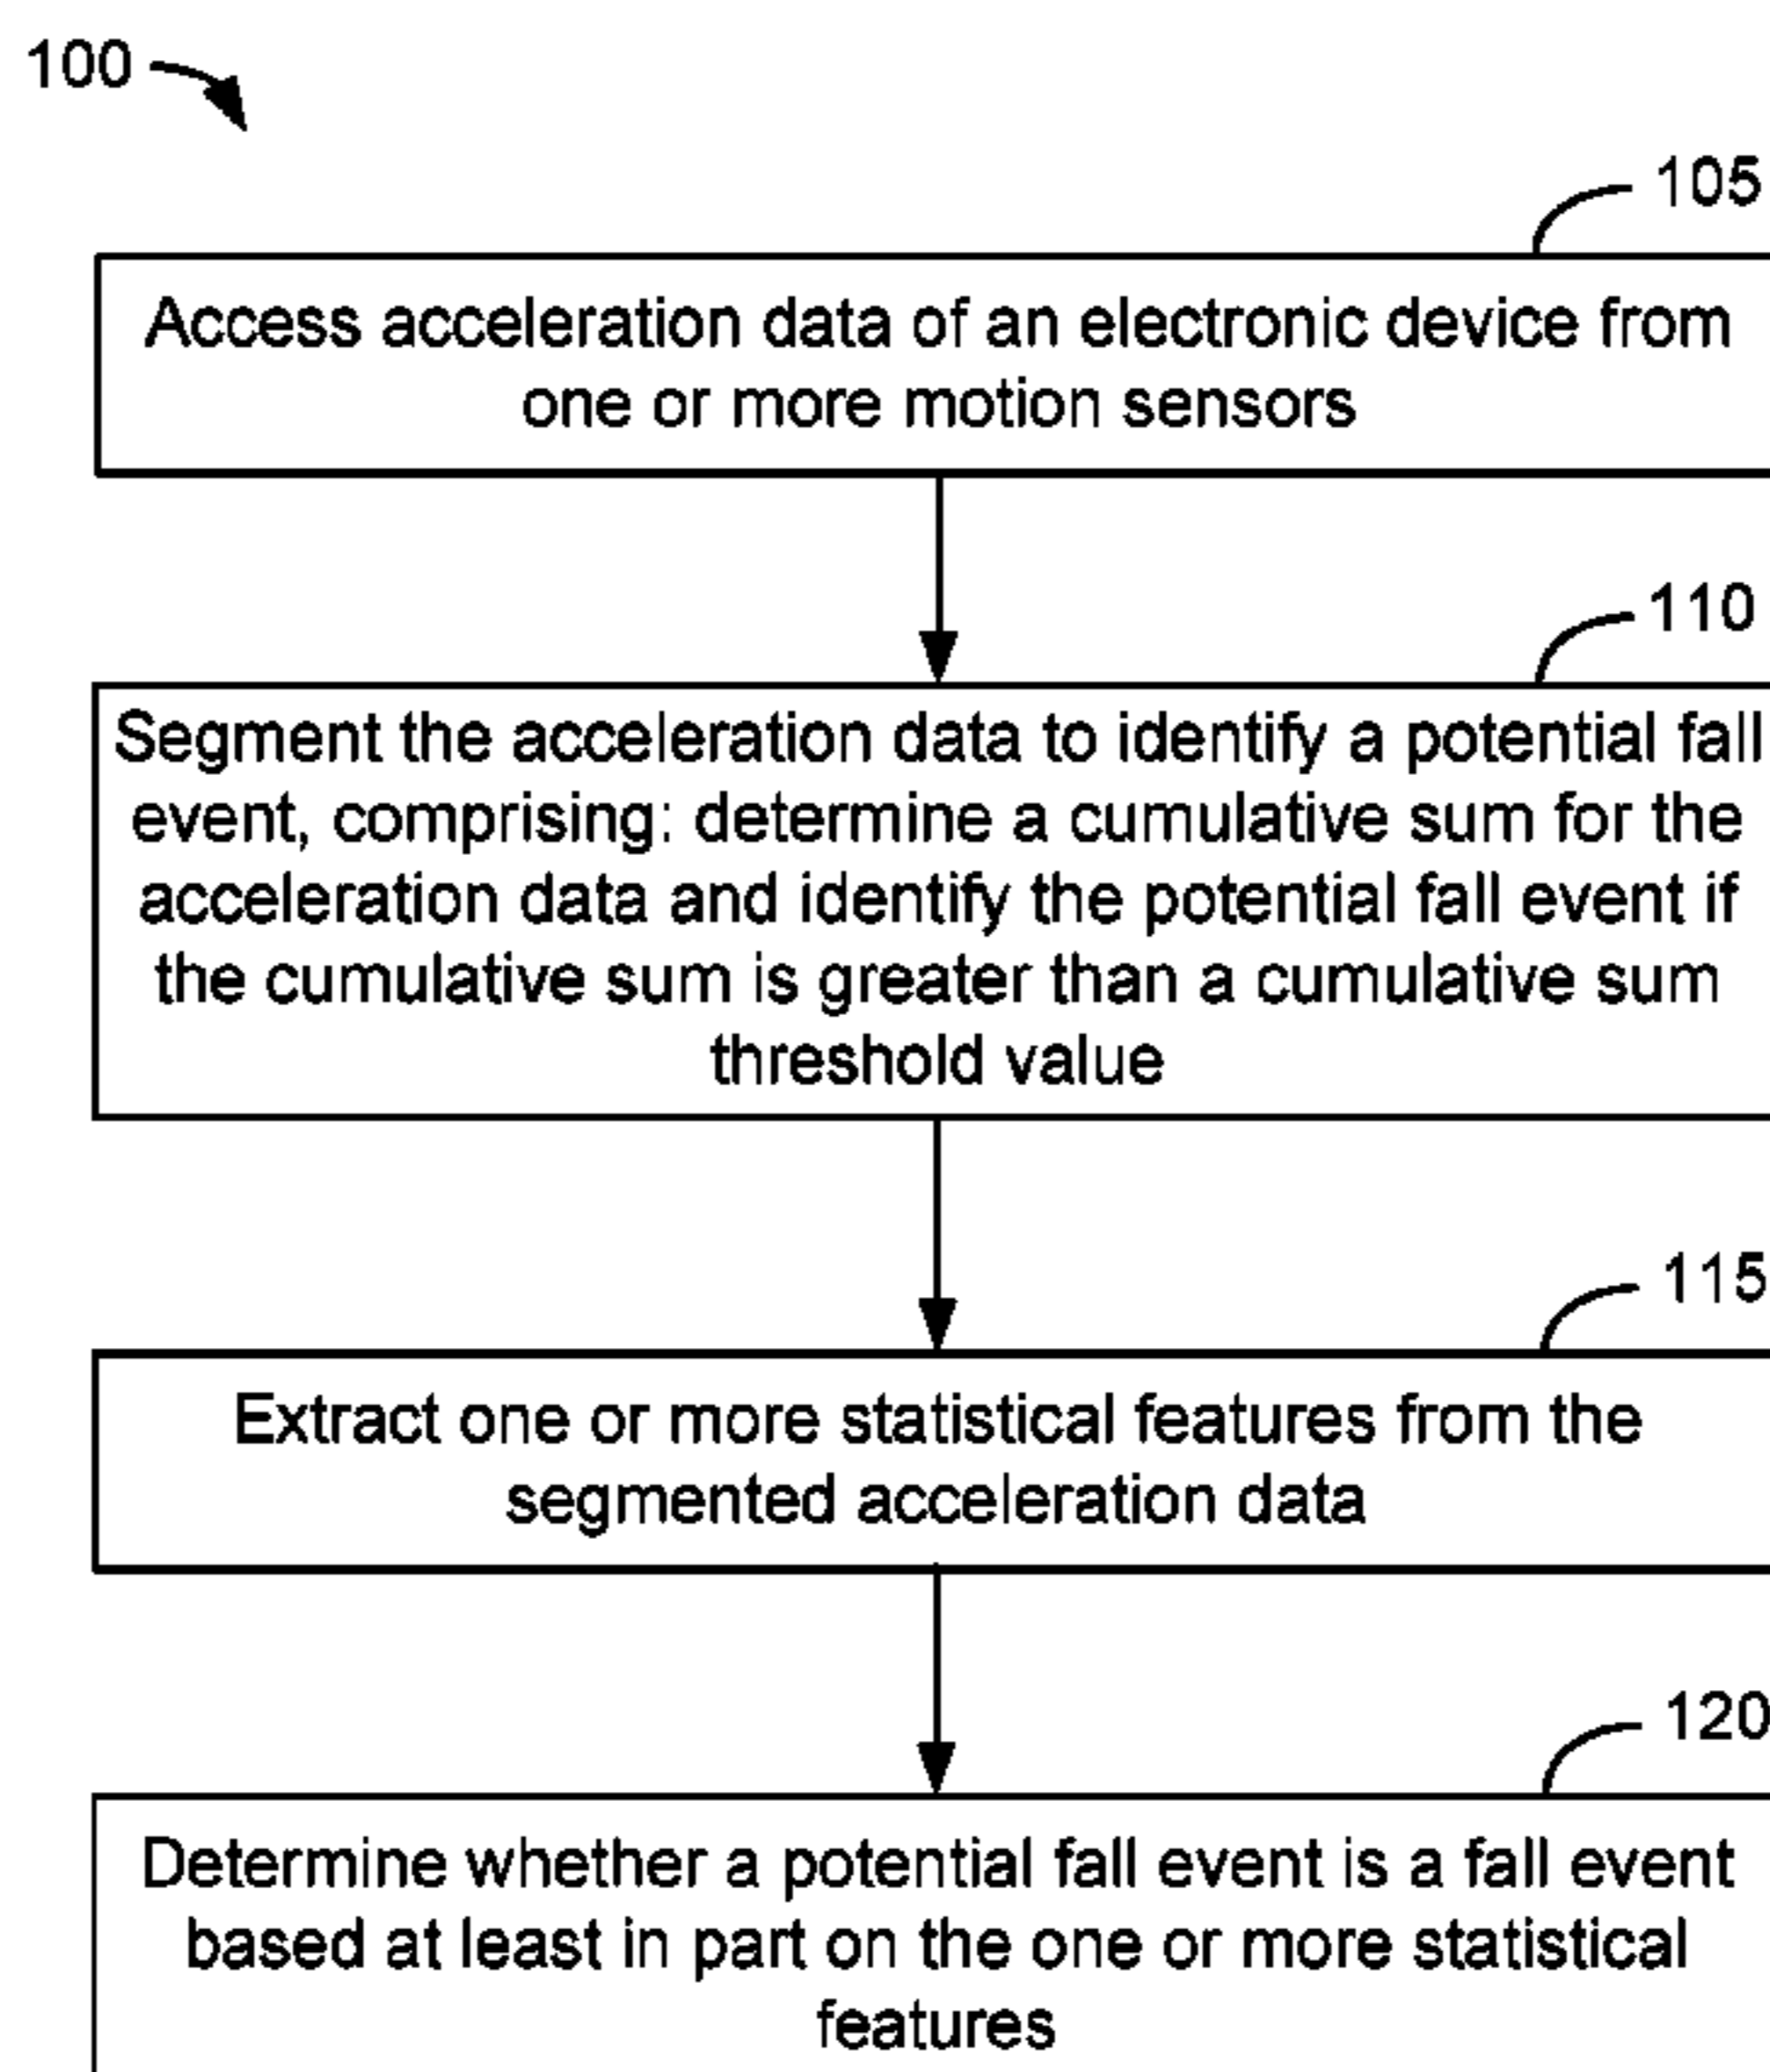 100
105
Access acceleration data of an electronic device from
one or more motion sensors
110
Segment the acceleration data to identify a potential fall
event, comprising: determine a cumulative sum for the
acceleration data and identify the potential fall event if
the cumulative sum is greater than a cumulative sum
threshold value
115
Extract one or more statistical features from the
segmented acceleration data
120
Determine whether a potential fall event is a fall event
based at least in part on the one or more statistical
features